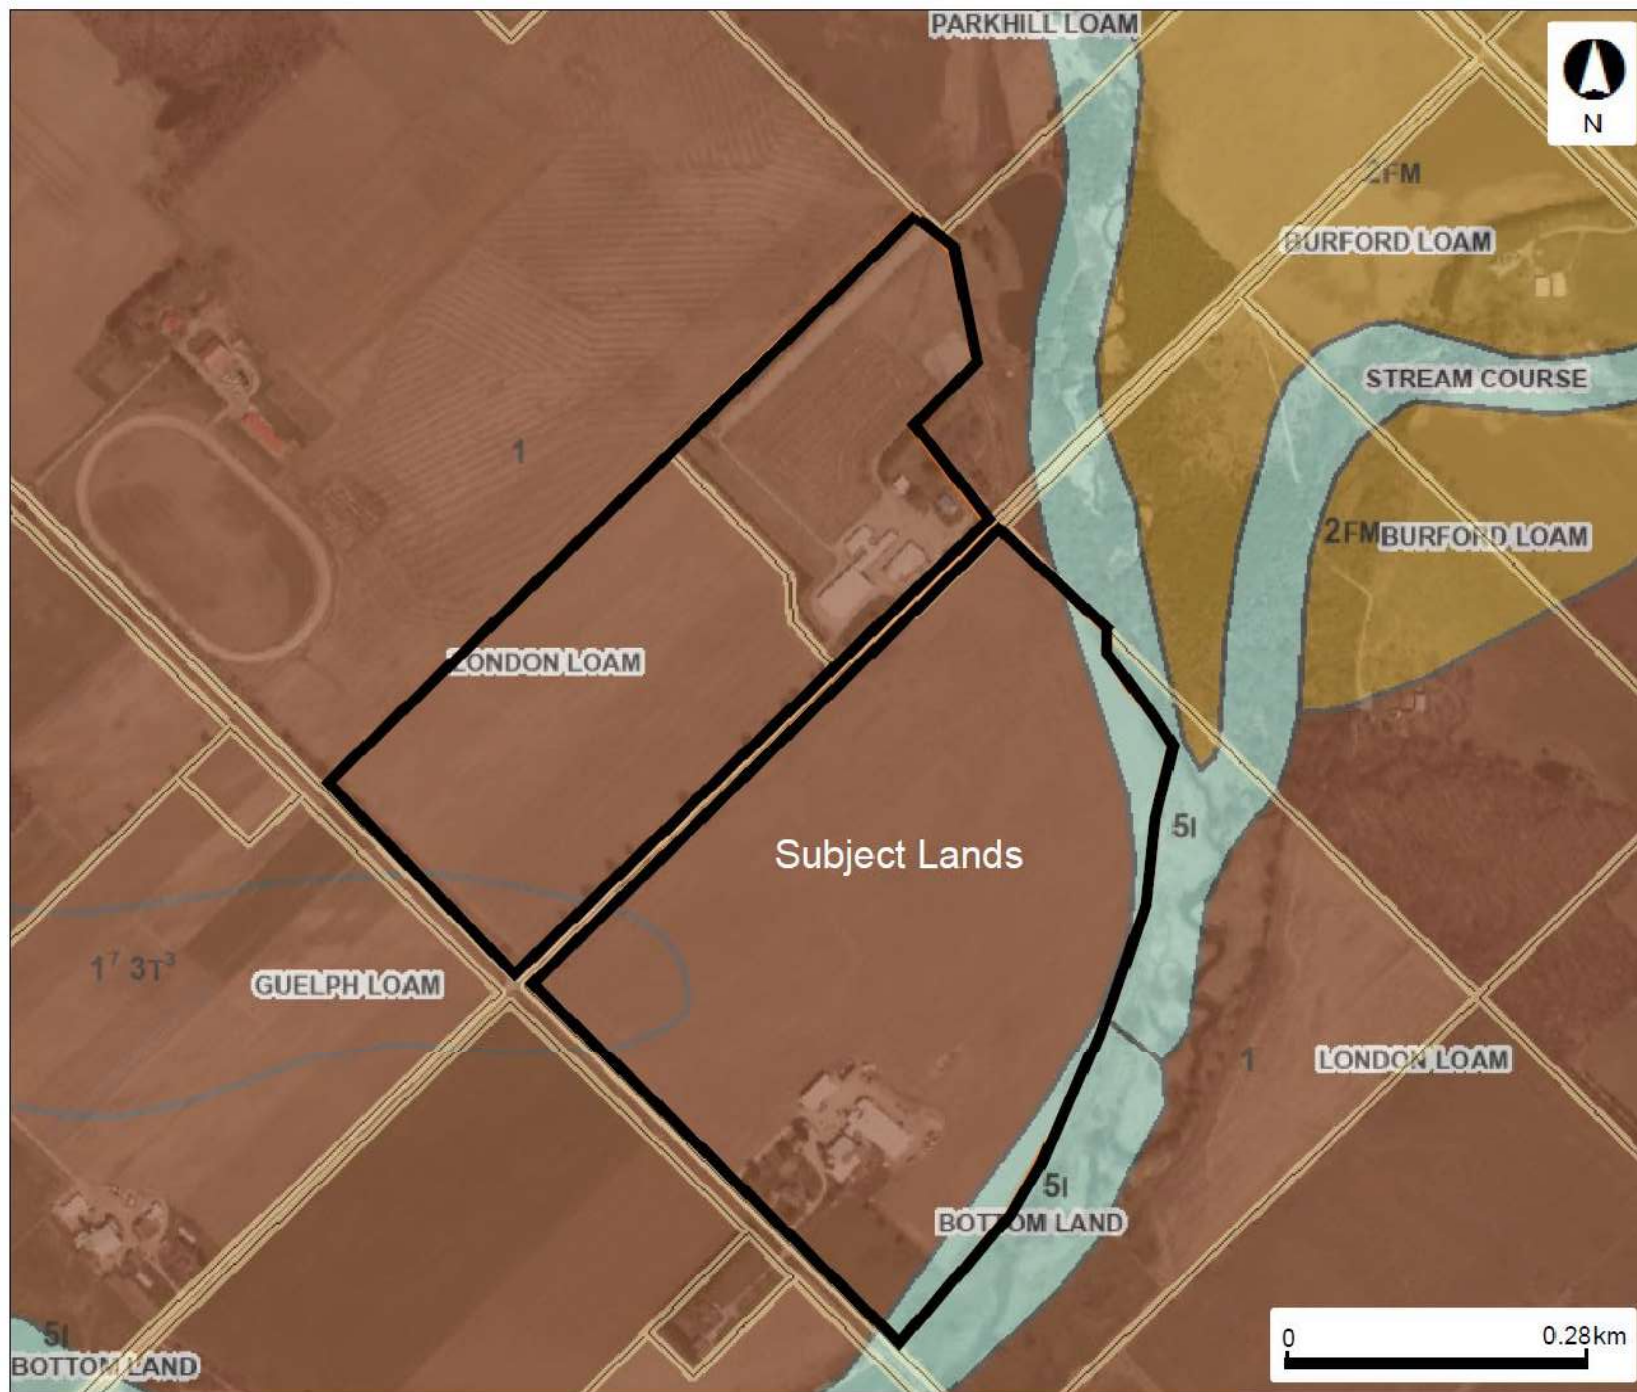 PARKHILL LOAM
N
2FM
BURFORD LOAM
STREAM COURSE
1
2FM BURFORD LOAM
LONDON LOAM
5I
Subject Lands
1⁷ 3T³
GUELPH LOAM
1
LONDON LOAM
5I
BOTTOM LAND
5I
BOTTOM LAND
0 0.28km